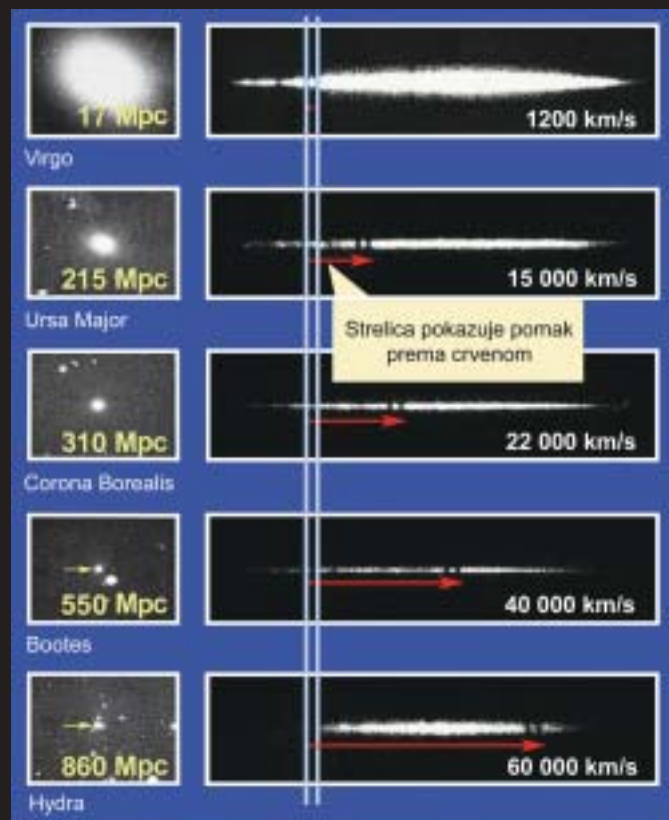 17 Mpc
1200 km/s
Virgo
215 Mpc
15 000 km/s
Ursa Major
Strelica pokazuje pomak
prema crvenom
310 Mpc
22 000 km/s
Corona Borealis
550 Mpc
40 000 km/s
Bootes
860 Mpc
60 000 km/s
Hydra